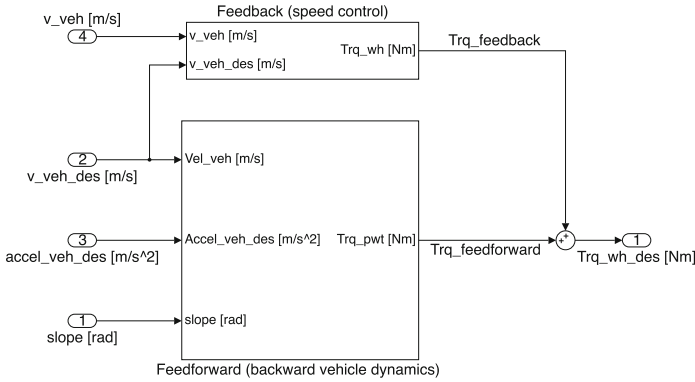 Feedback (speed control)
v_veh [m/s]
4
v_veh [m/s]
Trq_wh [Nm]
v_veh_des [m/s]
Trq_feedback
2
v_veh_des [m/s]
Vel_veh [m/s]
3
accel_veh_des [m/s^2]
Accel_veh_des [m/s^2]
Trq_pwt [Nm]
Trq_feedforward
++
1
Trq_wh_des [Nm]
1
slope [rad]
slope [rad]
Feedforward (backward vehicle dynamics)